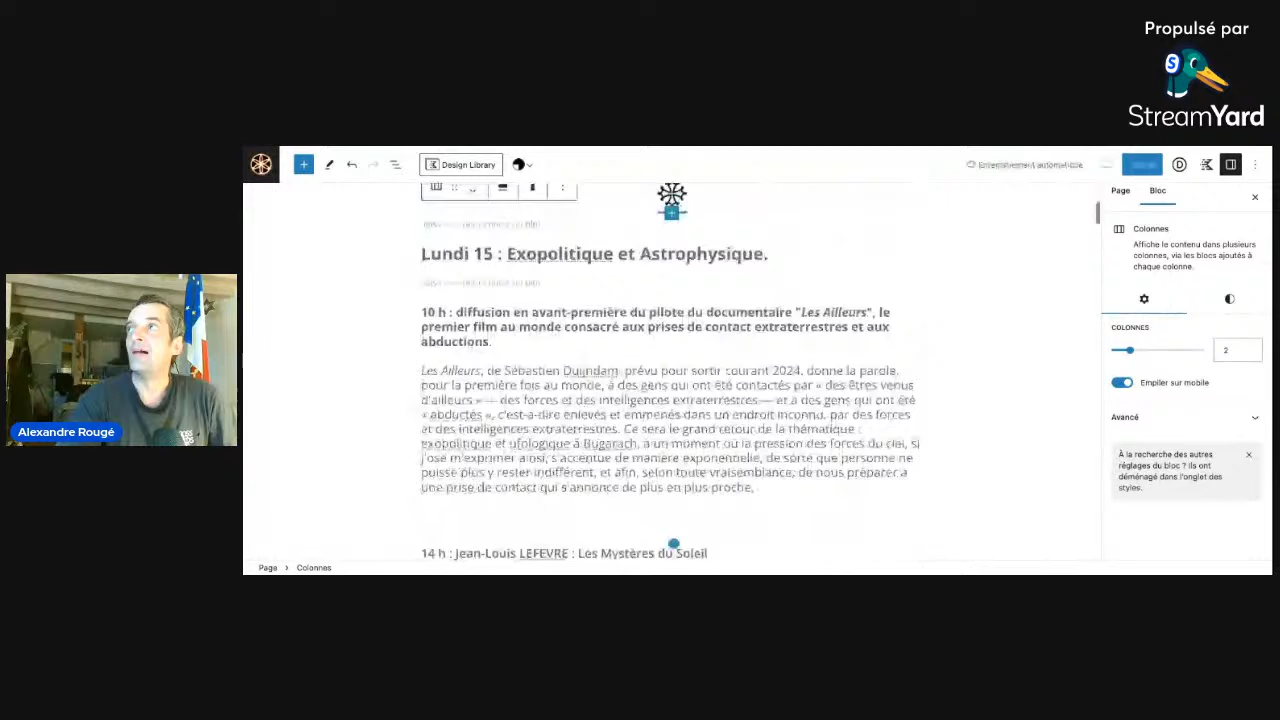 Propulsé par
StreamYard
Design Library
Enregistrement automatique
Page Bloc
Colonnes
Affiche le contenu dans plusieurs
colonnes, via les blocs ajoutés à
chaque colonne.
COLONNES
2
Empiler sur mobile
Avancé
À la recherche des autres
réglages du bloc ? Ils ont
déménagé dans l'onglet des
styles.
Lundi 15 : Exopolitique et Astrophysique.
10 h : diffusion en avant-première du pilote du documentaire "Les Ailleurs", le
premier film au monde consacré aux prises de contact extraterrestres et aux
abductions.
Les Ailleurs, de Sébastien Duijndam prévu pour sortir courant 2024, donne la parole,
pour la première fois au monde, à des gens qui ont été contactés par « des êtres venus
d'ailleurs » — des forces et des intelligences extraterrestres — et à des gens qui ont été
« abductés », c'est-à-dire enlevés et emmenés dans un endroit inconnu, par des forces
et des intelligences extraterrestres. Ce sera le grand retour de la thématique
exopolitique et ufologique à Bugarach, à un moment où la pression des forces du ciel, si
j'ose m'exprimer ainsi, s'accentue de manière exponentielle, de sorte que personne ne
puisse plus y rester indifférent, et afin, selon toute vraisemblance, de nous préparer à
une prise de contact qui s'annonce de plus en plus proche,
14 h : Jean-Louis LEFEVRE : Les Mystères du Soleil
Page › Colonnes
Alexandre Rougé